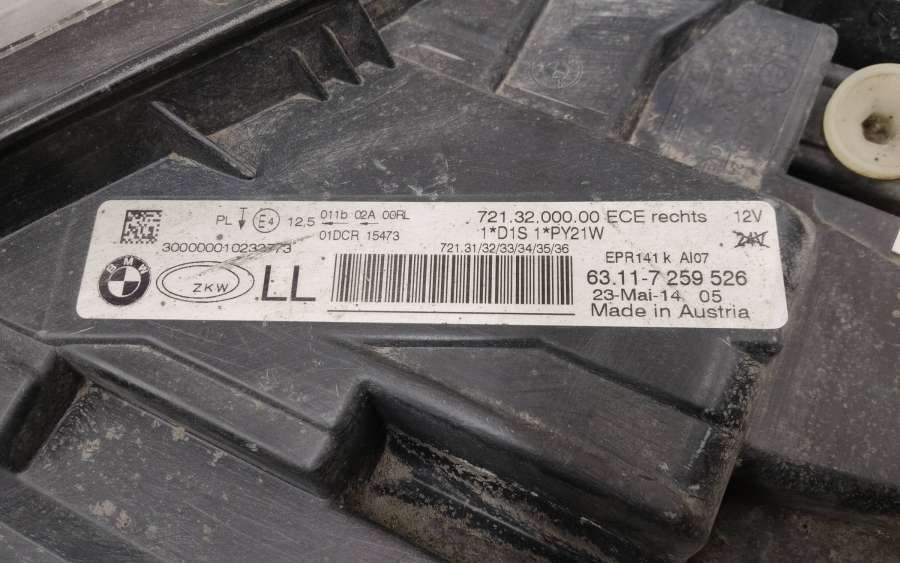 PL E4 12,5 011b 02A 00RL
01DCR 15473
721.32.000.00 ECE rechts 12V
1*D1S 1*PY21W 24V
300000010232773
721.31/32/33/34/35/36
EPR141 k AI07
BMW ZKW LL
63.11-7 259 526
23-Mai-14 05
Made in Austria